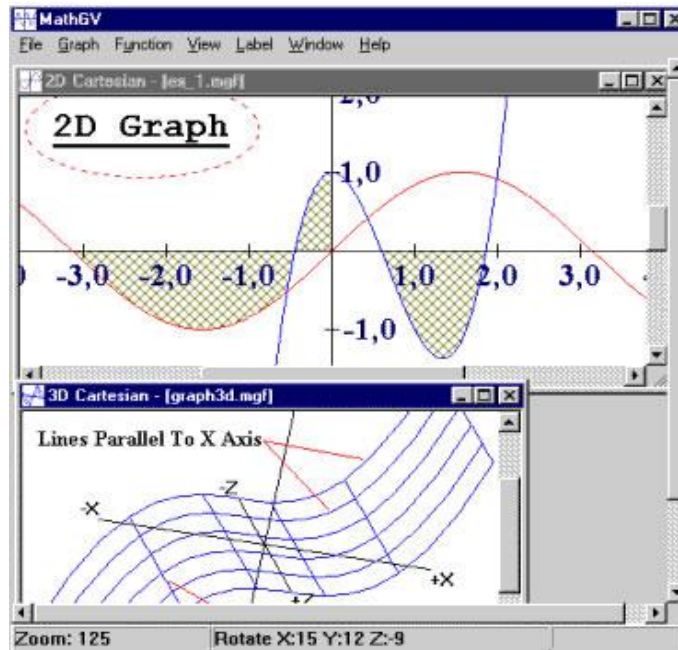 MathGV
File Graph Function View Label Window Help
2D Cartesian - [es_1.mgf]
2D Graph
2,0
1,0
-3,0 -2,0 -1,0 1,0 2,0 3,0
-1,0
3D Cartesian - [graph3d.mgf]
Lines Parallel To X Axis
-Z
-X
+X
+Z
Zoom: 125 Rotate X:15 Y:12 Z:-9